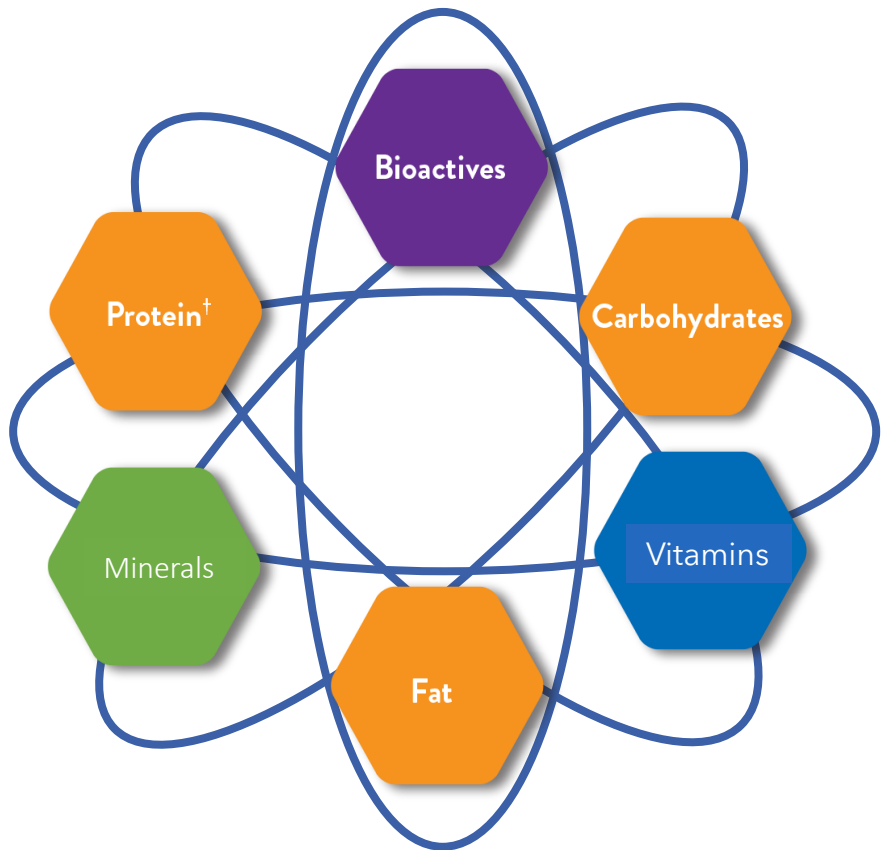 Bioactives
Protein†
Carbohydrates
Minerals
Vitamins
Fat